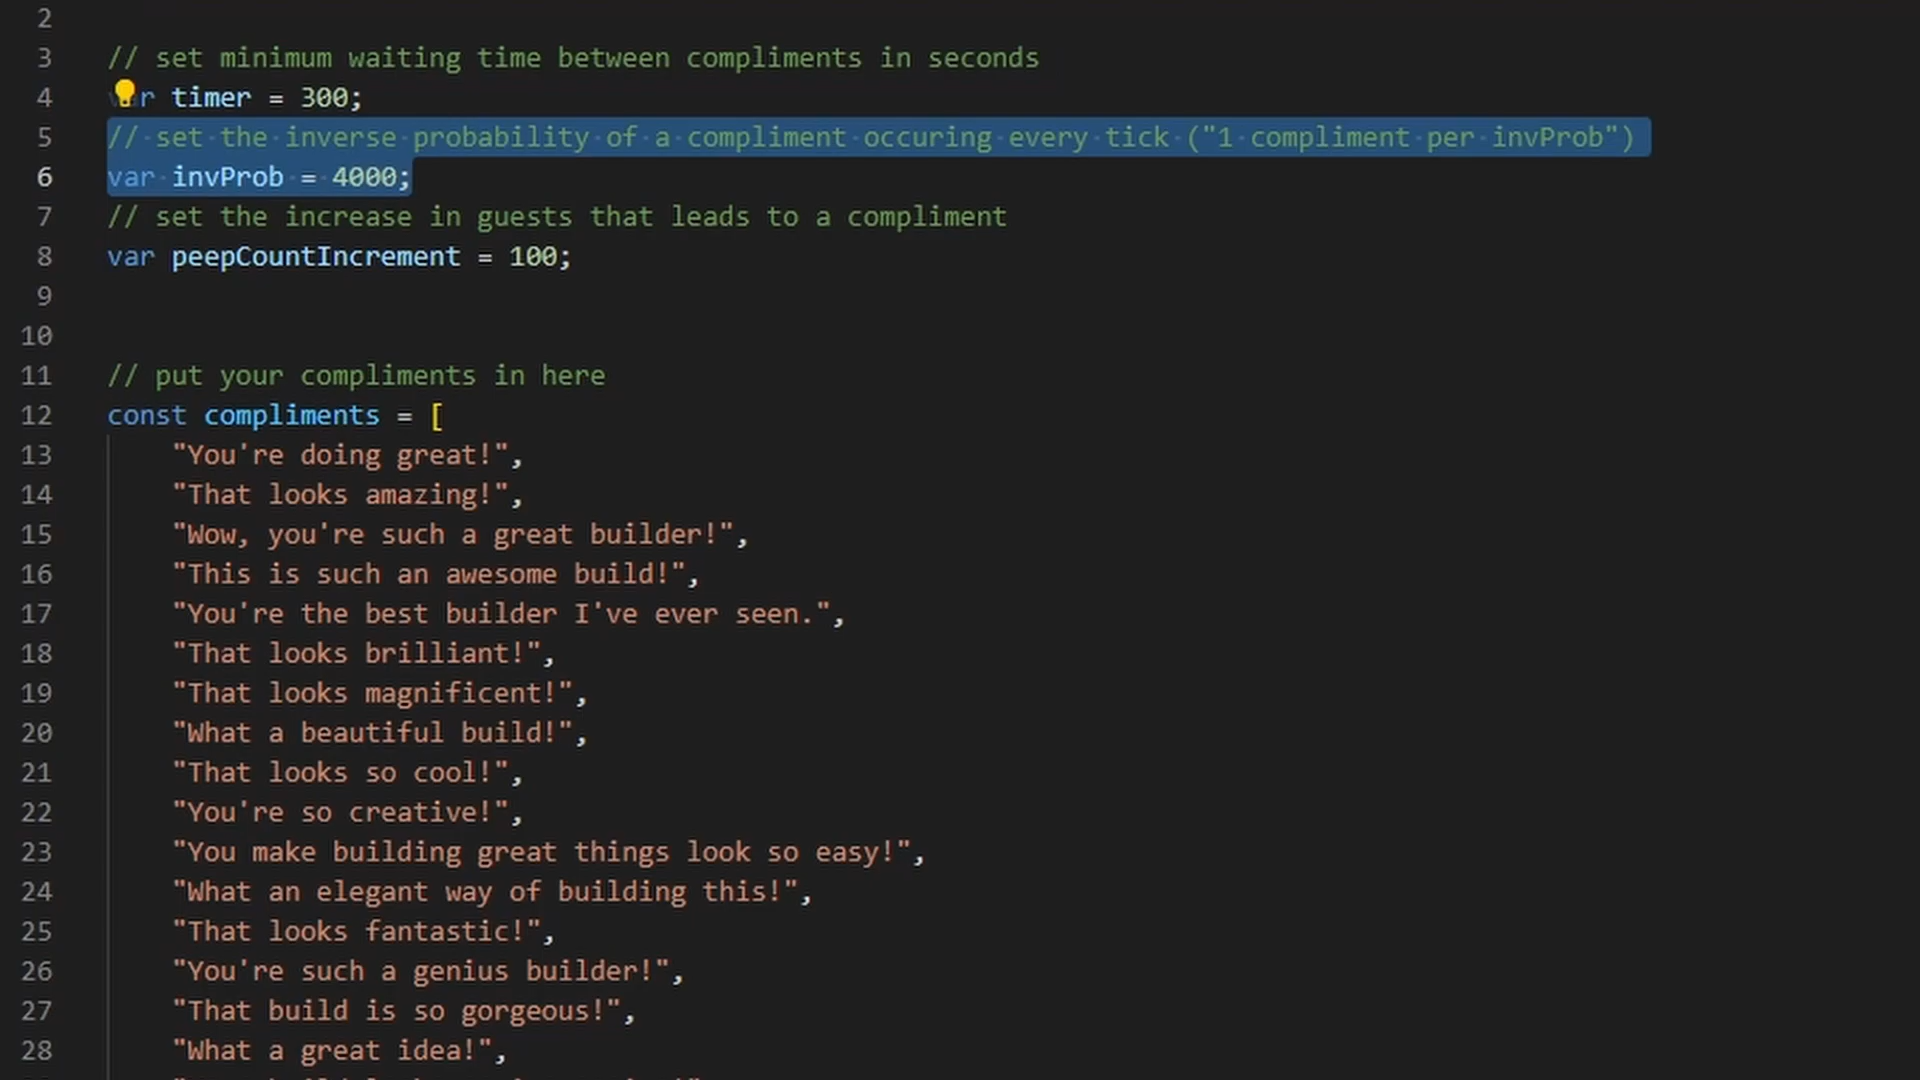 2
3 // set minimum waiting time between compliments in seconds
4 var timer = 300;
5 // set the inverse probability of a compliment occuring every tick ("1 compliment per invProb")
6 var invProb = 4000;
7 // set the increase in guests that leads to a compliment
8 var peepCountIncrement = 100;
9
10
11 // put your compliments in here
12 const compliments = [
13 "You're doing great!",
14 "That looks amazing!",
15 "Wow, you're such a great builder!",
16 "This is such an awesome build!",
17 "You're the best builder I've ever seen.",
18 "That looks brilliant!",
19 "That looks magnificent!",
20 "What a beautiful build!",
21 "That looks so cool!",
22 "You're so creative!",
23 "You make building great things look so easy!",
24 "What an elegant way of building this!",
25 "That looks fantastic!",
26 "You're such a genius builder!",
27 "That build is so gorgeous!",
28 "What a great idea!",